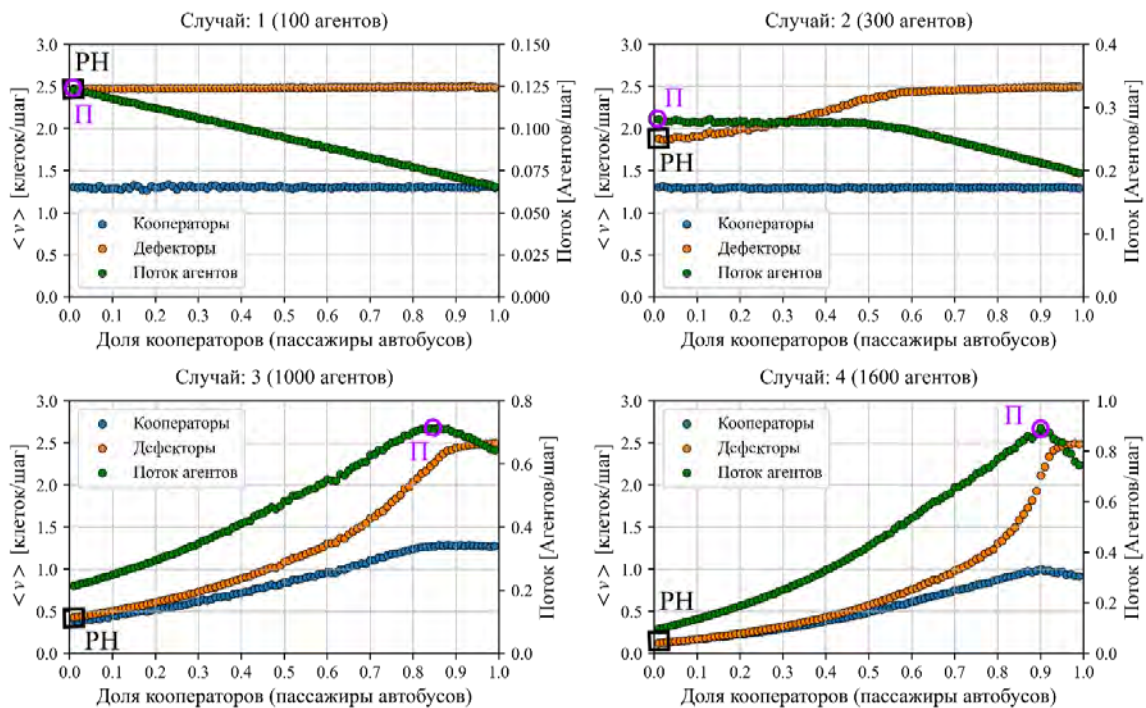 Случай: 1 (100 агентов)
3.0
2.5
2.0
1.5
1.0
0.5
0.0
< v > [клеток/шаг]
РН
П
Кооператоры
Дефекторы
Поток агентов
0.150
0.125
0.100
0.075
0.050
0.025
0.000
Поток [Агентов/шаг]
0.0 0.1 0.2 0.3 0.4 0.5 0.6 0.7 0.8 0.9 1.0
Доля кооператоров (пассажиры автобусов)
Случай: 2 (300 агентов)
3.0
2.5
2.0
1.5
1.0
0.5
0.0
< v > [клеток/шаг]
П
РН
Кооператоры
Дефекторы
Поток агентов
0.4
0.3
0.2
0.1
0.0
Поток [Агентов/шаг]
0.0 0.1 0.2 0.3 0.4 0.5 0.6 0.7 0.8 0.9 1.0
Доля кооператоров (пассажиры автобусов)
Случай: 3 (1000 агентов)
3.0
2.5
2.0
1.5
1.0
0.5
0.0
< v > [клеток/шаг]
Кооператоры
Дефекторы
Поток агентов
П
РН
0.8
0.6
0.4
0.2
0.0
Поток [Агентов/шаг]
0.0 0.1 0.2 0.3 0.4 0.5 0.6 0.7 0.8 0.9 1.0
Доля кооператоров (пассажиры автобусов)
Случай: 4 (1600 агентов)
3.0
2.5
2.0
1.5
1.0
0.5
0.0
< v > [клеток/шаг]
Кооператоры
Дефекторы
Поток агентов
П
РН
1.0
0.8
0.6
0.4
0.2
0.0
Поток [Агентов/шаг]
0.0 0.1 0.2 0.3 0.4 0.5 0.6 0.7 0.8 0.9 1.0
Доля кооператоров (пассажиры автобусов)